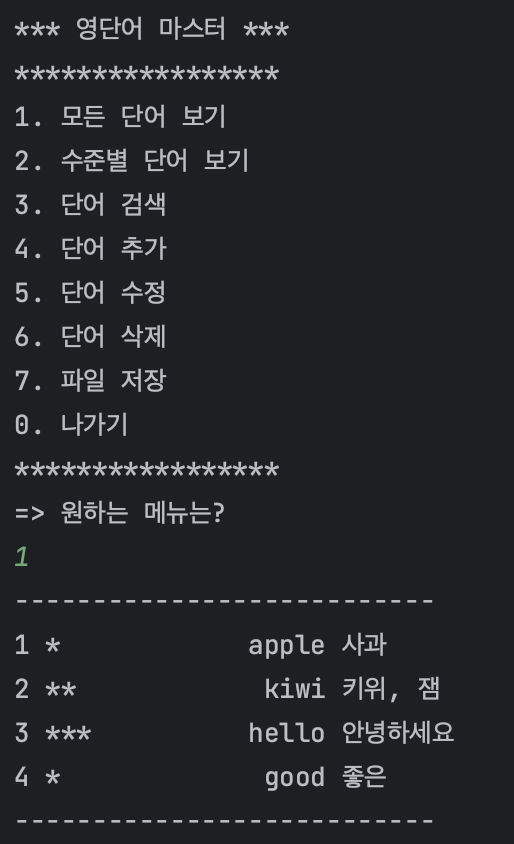 *** 영단어 마스터 ***
*****************
1. 모든 단어 보기
2. 수준별 단어 보기
3. 단어 검색
4. 단어 추가
5. 단어 수정
6. 단어 삭제
7. 파일 저장
0. 나가기
*****************
=> 원하는 메뉴는?
1
---------------------------
1 *            apple 사과
2 **            kiwi 키위, 잼
3 ***          hello 안녕하세요
4 *             good 좋은
---------------------------